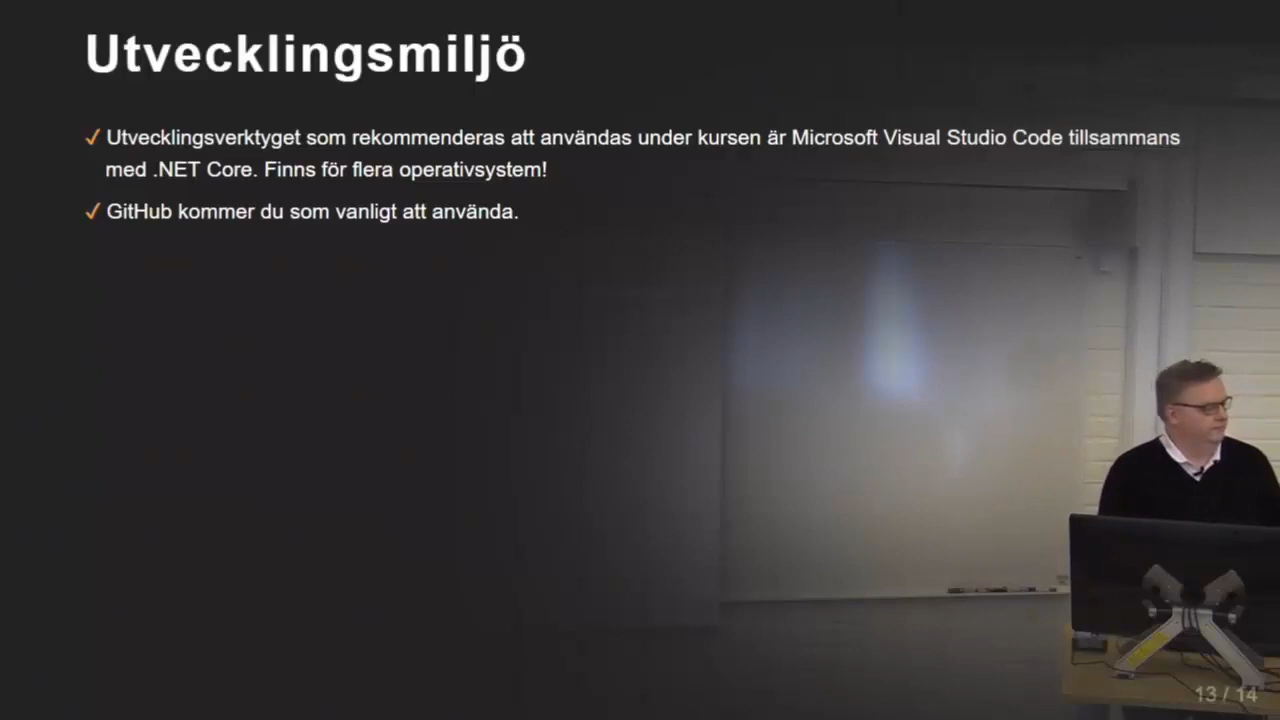 Utvecklingsmiljö
✓ Utvecklingsverktyget som rekommenderas att användas under kursen är Microsoft Visual Studio Code tillsammans
med .NET Core. Finns för flera operativsystem!
✓ GitHub kommer du som vanligt att använda.
13 / 14